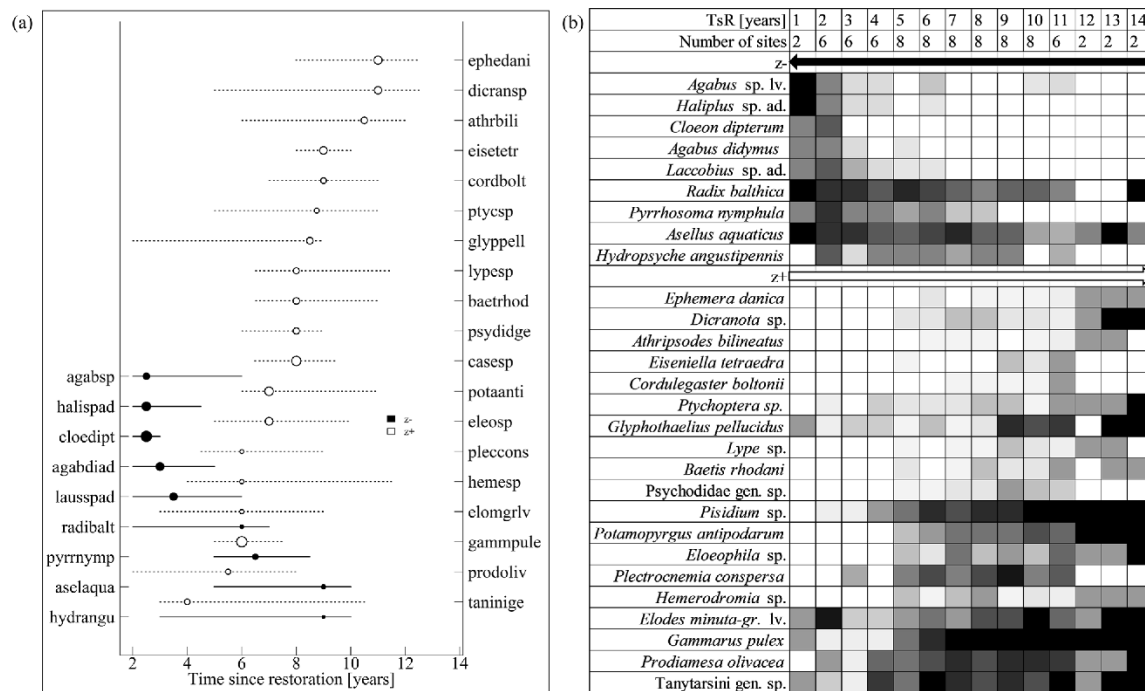 (a)
ephedani
dicransp
athrbili
eisetetr
cordbolt
ptycsp
glyppell
lypesp
baetrhod
psydidge
casesp
agabsp
potaanti
halispad
z-
eleosp
z+
cloedipt
pleccons
agabdiad
hemesp
lausspad
elomgrlv
radibalt
gammpule
pyrrnymp
prodoliv
aselaqua
taninige
hydrangu
2 4 6 8 10 12 14
Time since restoration [years]
(b)
TsR [years] 1 2 3 4 5 6 7 8 9 10 11 12 13 14
Number of sites 2 6 6 6 8 8 8 8 8 8 6 2 2 2
z-
Agabus sp. lv.
Haliplus sp. ad.
Cloeon dipterum
Agabus didymus
Laccobius sp. ad.
Radix balthica
Pyrrhosoma nymphula
Asellus aquaticus
Hydropsyche angustipennis
z+
Ephemera danica
Dicranota sp.
Athripsodes bilineatus
Eiseniella tetraedra
Cordulegaster boltonii
Ptychoptera sp.
Glyphothaelius pellucidus
Lype sp.
Baetis rhodani
Psychodidae gen. sp.
Pisidium sp.
Potamopyrgus antipodarum
Eloeophila sp.
Plectrocnemia conspersa
Hemerodromia sp.
Elodes minuta-gr. lv.
Gammarus pulex
Prodiamesa olivacea
Tanytarsini gen. sp.